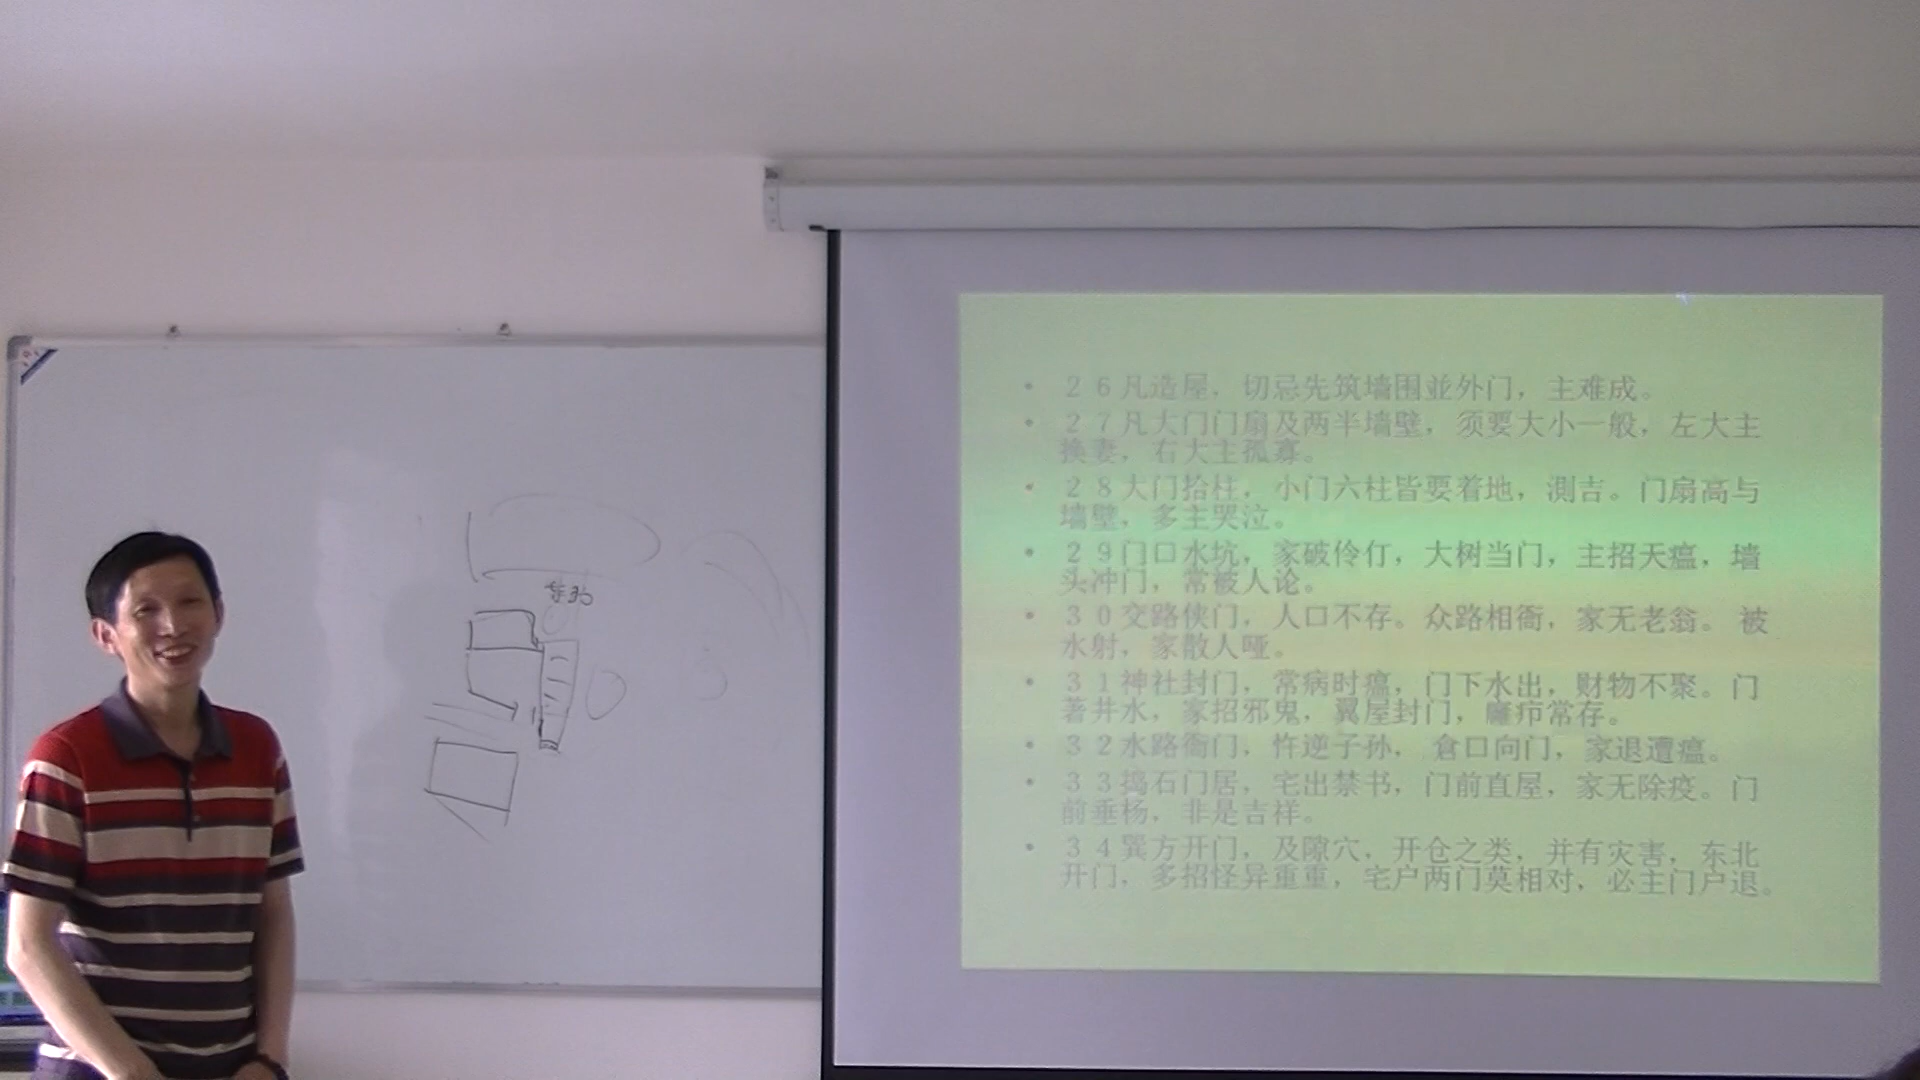 ２６凡造屋，切忌先筑墙围並外门，主难成。
２７凡大门门扇及两半墙壁，须要大小一般，左大主
换妻，右大主孤寡。
２８大门拾柱，小门六柱皆要着地，測吉。门扇高与
墙壁，多主哭泣。
２９门口水坑，家破伶仃，大树当门，主招天瘟，墙
头冲门，常被人论。
３０交路侠门，人口不存。众路相衝，家无老翁。被
水射，家散人哑。
３１神社封门，常病时瘟，门下水出，财物不聚。门
著井水，家招邪鬼，翼屋封门，癱疖常存。
３２水路衝门，忤逆子孙，倉口向门，家退遭瘟。
３３捣石门居，宅出禁书，门前直屋，家无除疫。门
前垂杨，非是吉祥。
３４巽方开门，及隙穴，开仓之类，并有灾害，东北
开门，多招怪异重重，宅户两门莫相对，必主门户退。